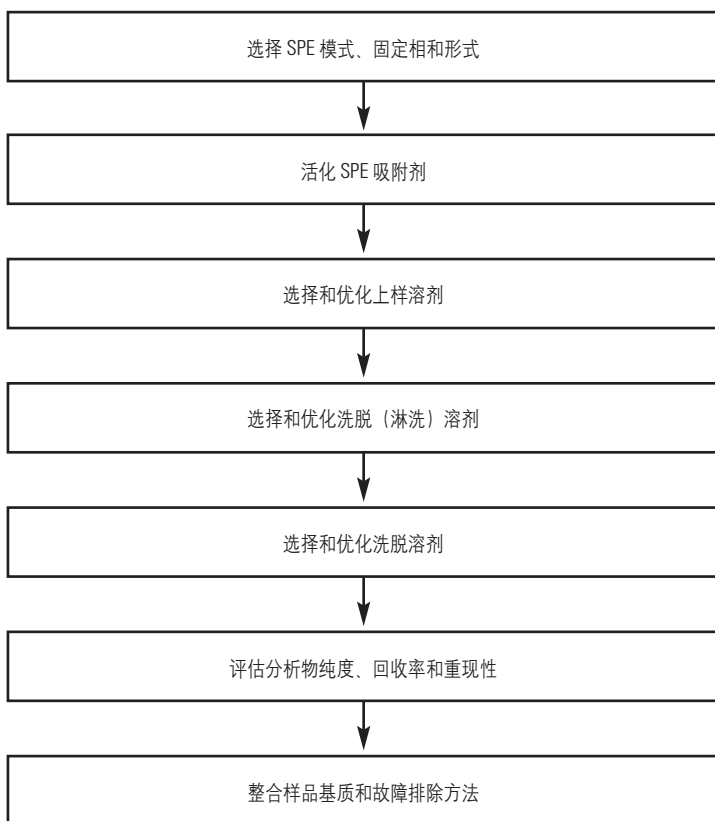 选择 SPE 模式、固定相和形式
活化 SPE 吸附剂
选择和优化上样溶剂
选择和优化洗脱（淋洗）溶剂
选择和优化洗脱溶剂
评估分析物纯度、回收率和重现性
整合样品基质和故障排除方法